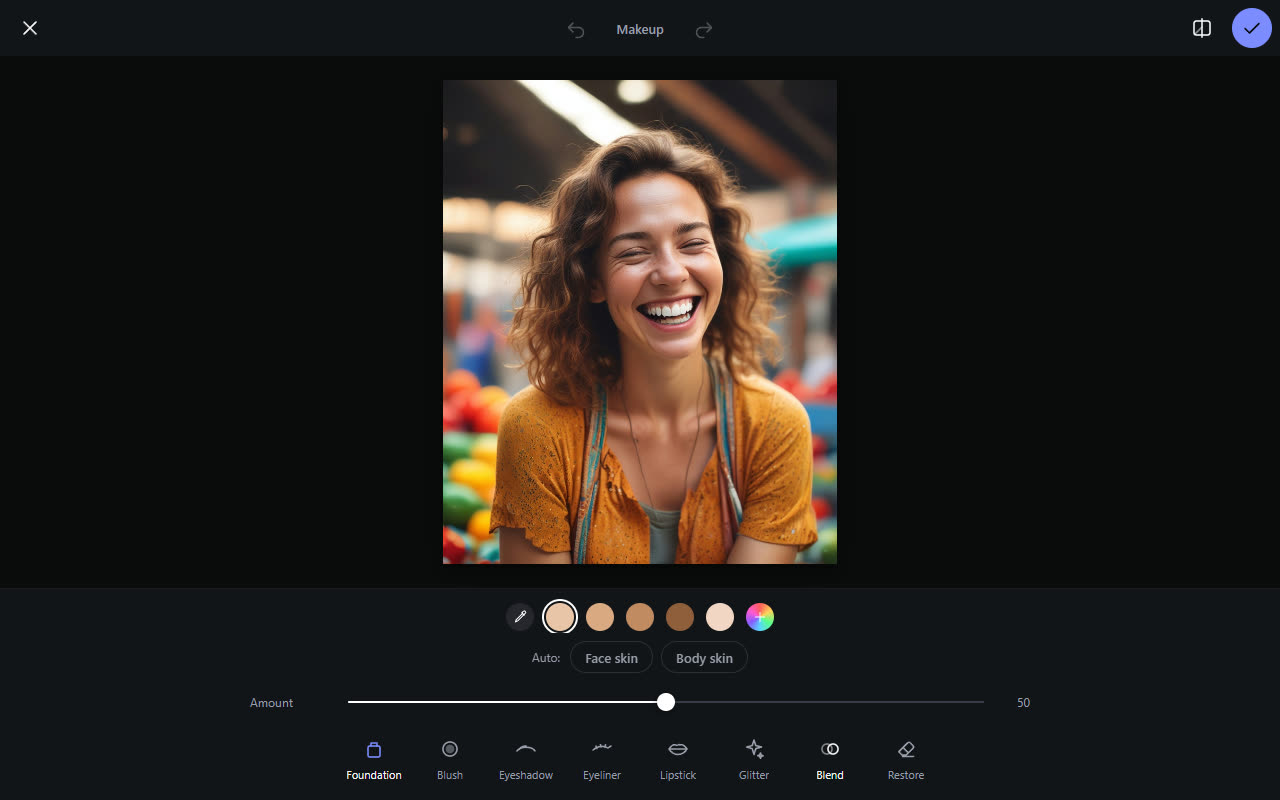 Makeup
Auto: Face skin Body skin
Amount 50
Foundation Blush Eyeshadow Eyeliner Lipstick Glitter Blend Restore